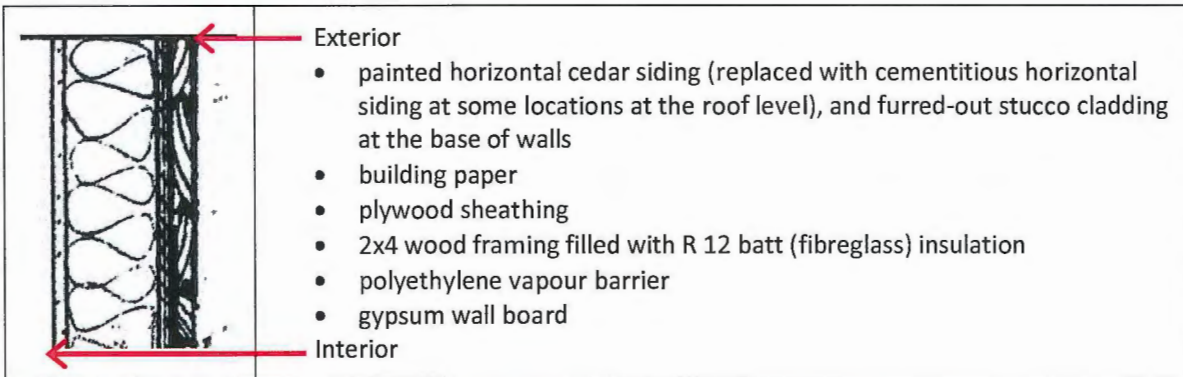 Exterior
• painted horizontal cedar siding (replaced with cementitious horizontal
siding at some locations at the roof level), and furred-out stucco cladding
at the base of walls
• building paper
• plywood sheathing
• 2x4 wood framing filled with R 12 batt (fibreglass) insulation
• polyethylene vapour barrier
• gypsum wall board
Interior